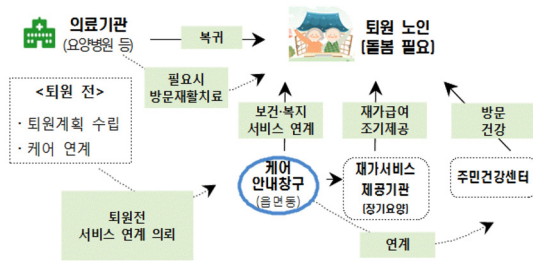 의료기관
(요양병원 등)
복귀
퇴원 노인
(돌봄 필요)
필요시
방문재활치료
<퇴원 전>
· 퇴원계획 수립
· 케어 연계
보건·복지
서비스 연계
재가급여
조기제공
방문
건강
케어
안내창구
(읍면동)
재가서비스
제공기관
(장기요양)
주민건강센터
퇴원전
서비스 연계 의뢰
연계